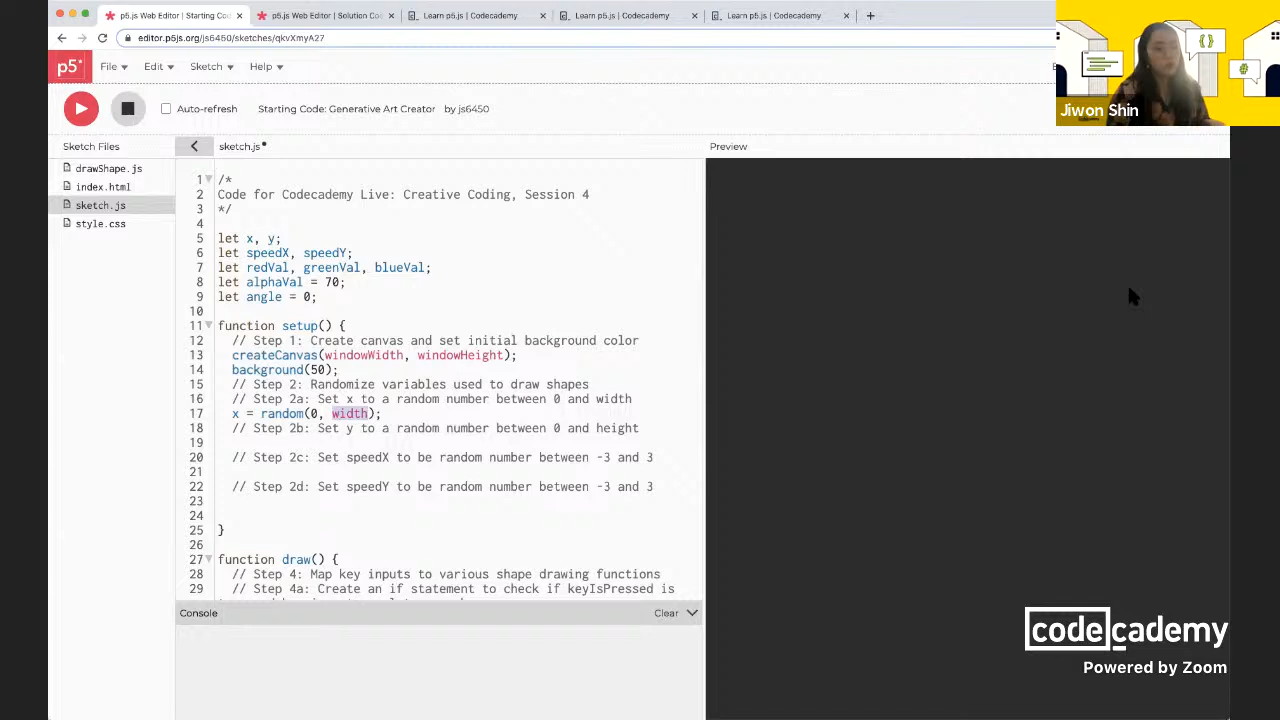 p5.js Web Editor | Starting Cod
p5.js Web Editor | Solution Co
Learn p5.js | Codecademy
Learn p5.js | Codecademy
Learn p5.js | Codecademy
editor.p5js.org/js6450/sketches/qkvXmyA27
p5* File Edit Sketch Help
{}
#
Jiwon Shin
Auto-refresh Starting Code: Generative Art Creator by js6450
Sketch Files sketch.js Preview
drawShape.js
index.html
sketch.js
style.css
1 /*
2 Code for Codecademy Live: Creative Coding, Session 4
3 */
4
5 let x, y;
6 let speedX, speedY;
7 let redVal, greenVal, blueVal;
8 let alphaVal = 70;
9 let angle = 0;
10
11 function setup() {
12 // Step 1: Create canvas and set initial background color
13 createCanvas(windowWidth, windowHeight);
14 background(50);
15 // Step 2: Randomize variables used to draw shapes
16 // Step 2a: Set x to a random number between 0 and width
17 x = random(0, width);
18 // Step 2b: Set y to a random number between 0 and height
19
20 // Step 2c: Set speedX to be random number between -3 and 3
21
22 // Step 2d: Set speedY to be random number between -3 and 3
23
24
25 }
26
27 function draw() {
28 // Step 4: Map key inputs to various shape drawing functions
29 // Step 4a: Create an if statement to check if keyIsPressed is
Console Clear
codecademy
Powered by Zoom